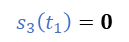 s₃(t₁) = 𝟎